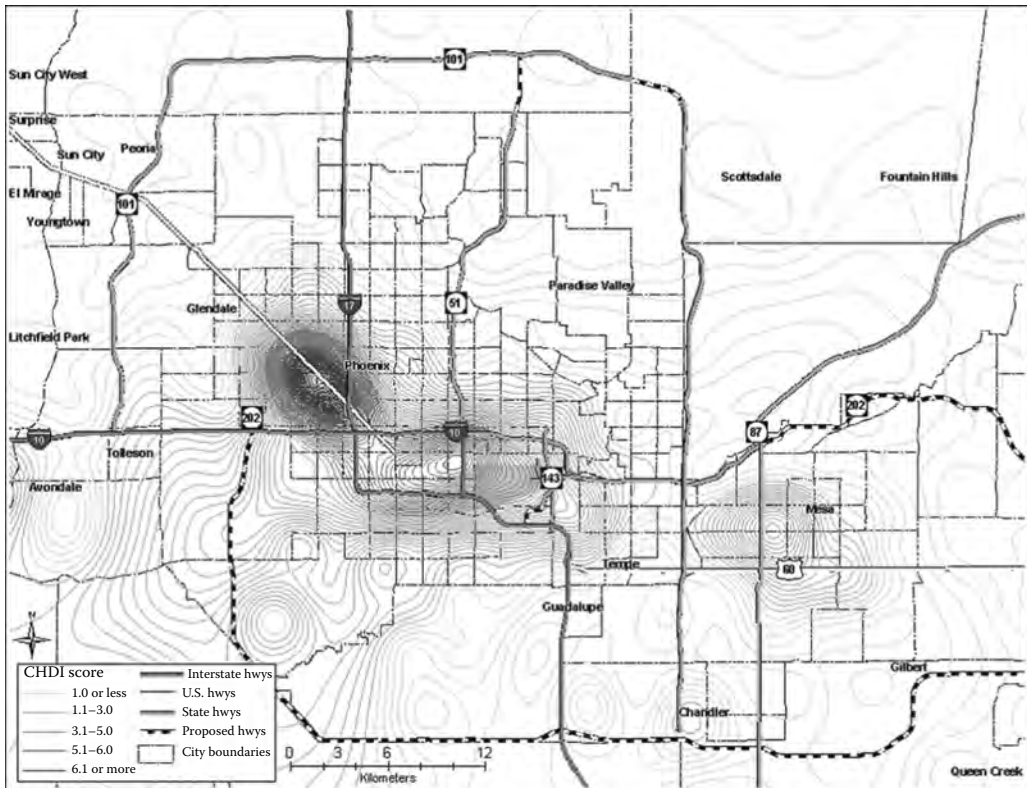 101
Sun City West
Surprise
Sun City
Peoria
Scottsdale
Fountain Hills
El Mirage
101
Youngtown
Paradise Valley
Glendale
17
51
Litchfield Park
Phoenix
202
202
10
10
87
Tolleson
143
Avondale
Mesa
Temple
60
Guadalupe
N
Gilbert
CHDI score
1.0 or less
1.1–3.0
3.1–5.0
5.1–6.0
6.1 or more
Interstate hwys
U.S. hwys
State hwys
Proposed hwys
City boundaries
Chandler
0 3 6 12
Kilometers
Queen Creek